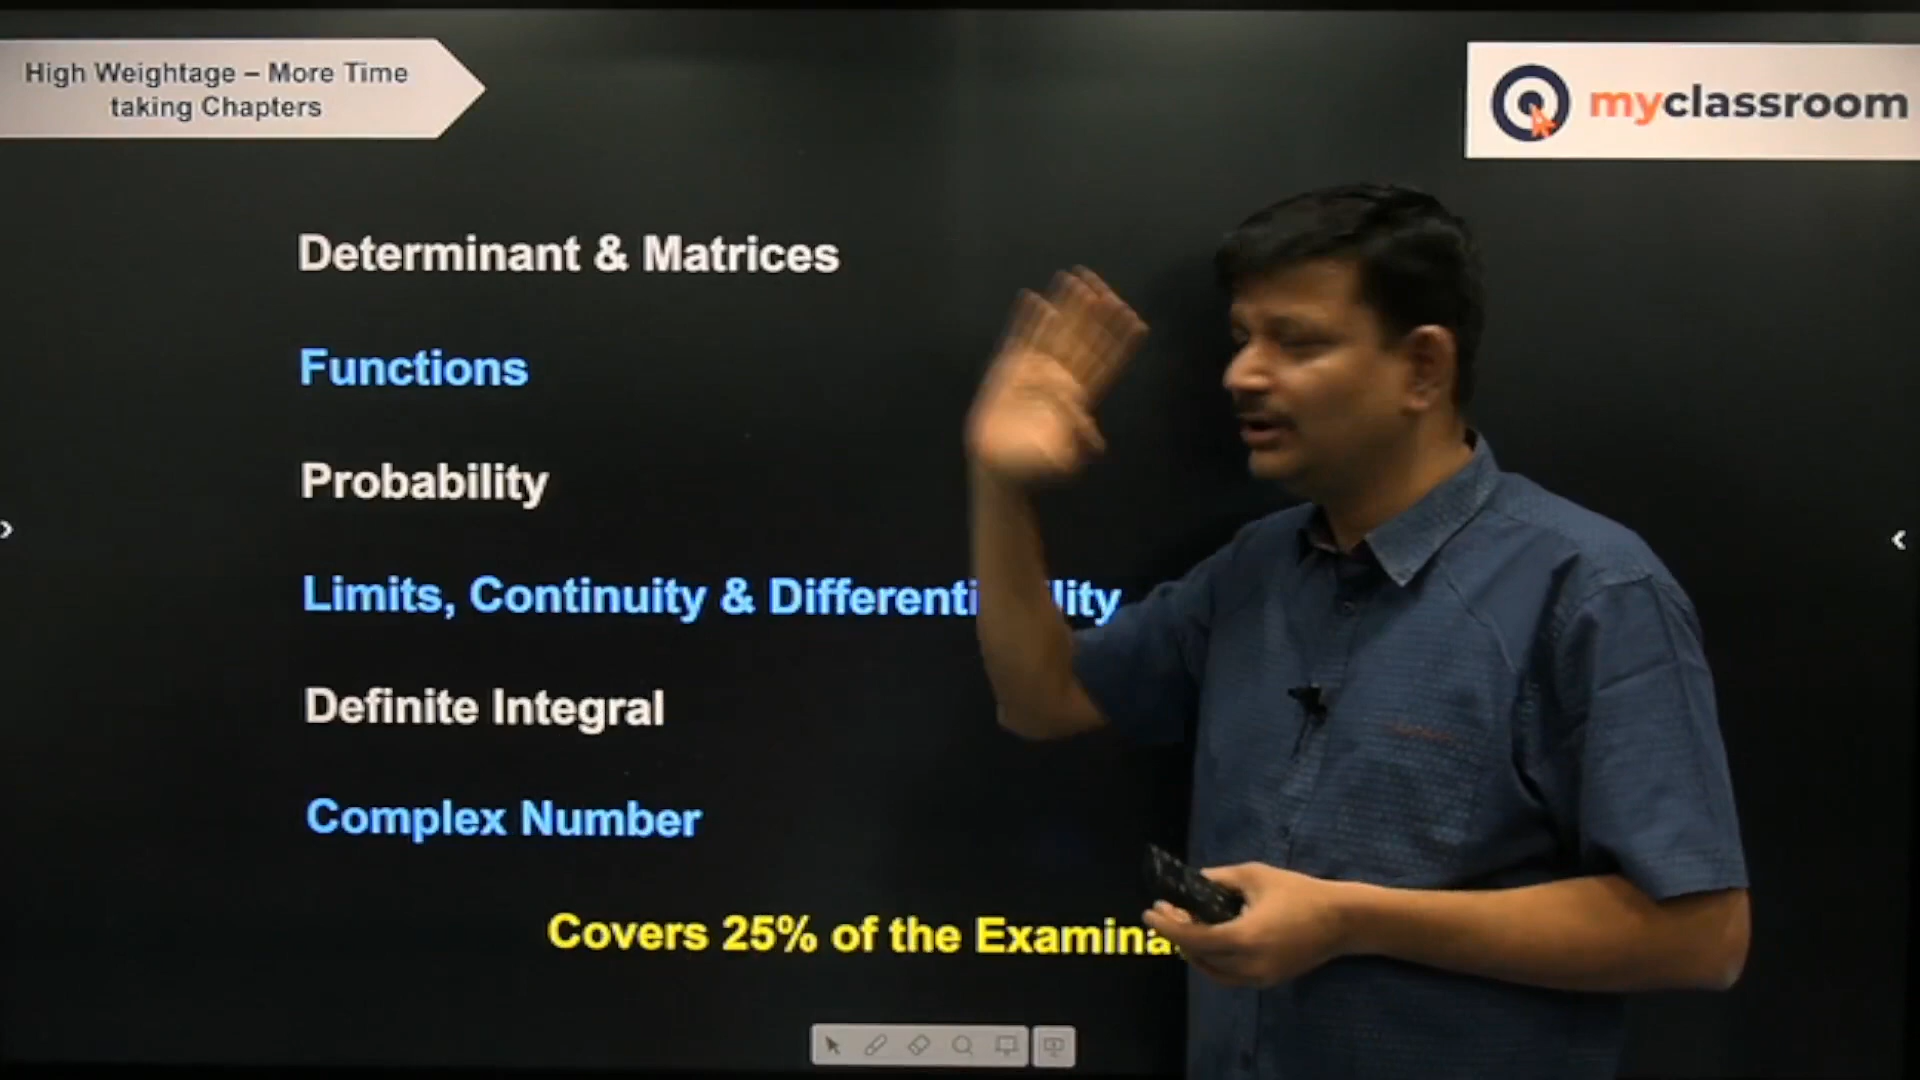 High Weightage – More Time
taking Chapters
myclassroom
Determinant & Matrices
Functions
Probability
Limits, Continuity & Differenti lity
Definite Integral
Complex Number
Covers 25% of the Examina